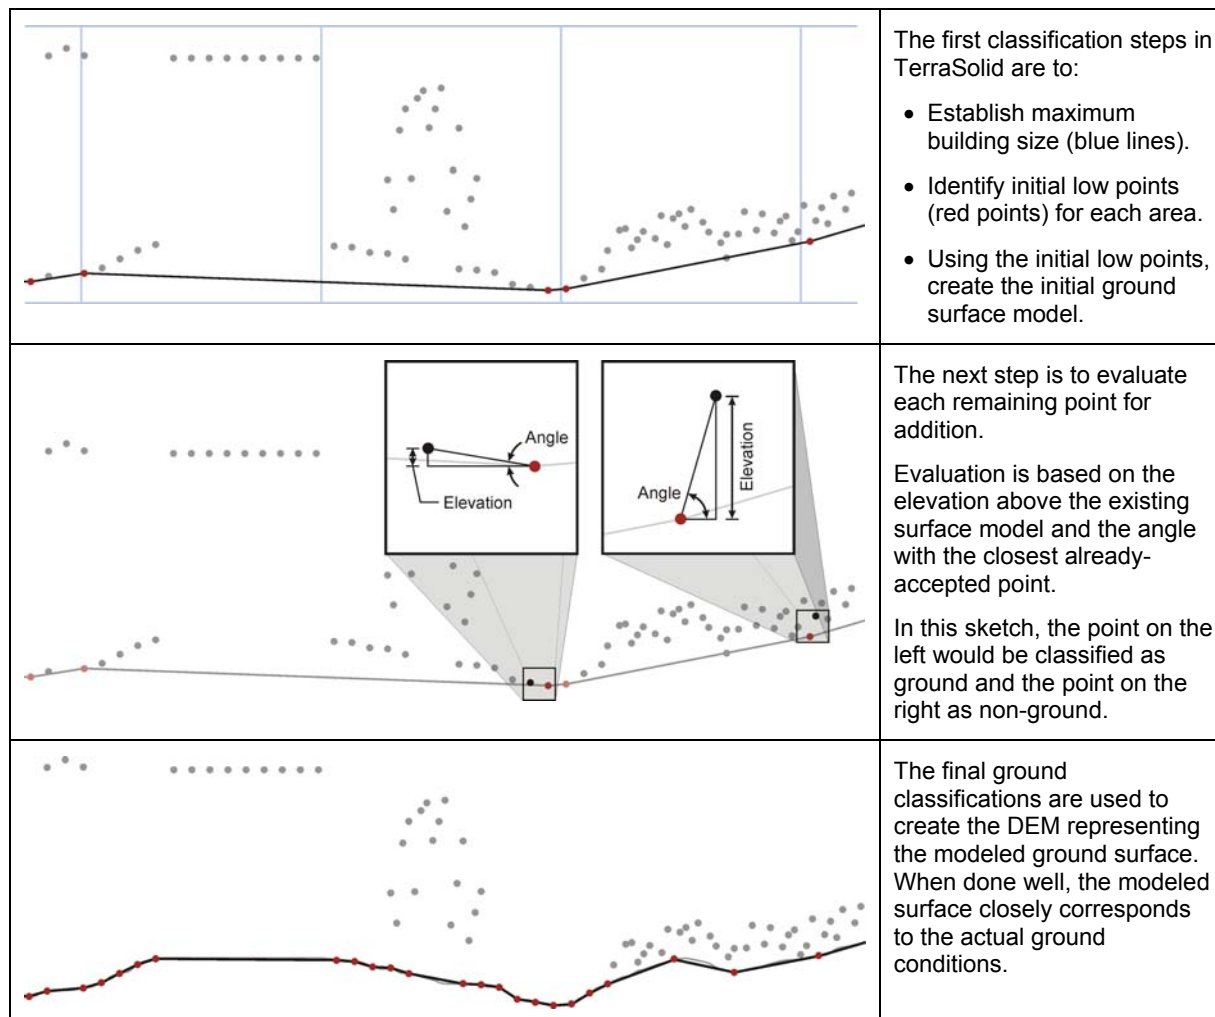 The first classification steps in
TerraSolid are to:
• Establish maximum
building size (blue lines).
• Identify initial low points
(red points) for each area.
• Using the initial low points,
create the initial ground
surface model.
Angle
Elevation
Angle
Elevation
The next step is to evaluate
each remaining point for
addition.
Evaluation is based on the
elevation above the existing
surface model and the angle
with the closest already-
accepted point.
In this sketch, the point on the
left would be classified as
ground and the point on the
right as non-ground.
The final ground
classifications are used to
create the DEM representing
the modeled ground surface.
When done well, the modeled
surface closely corresponds
to the actual ground
conditions.